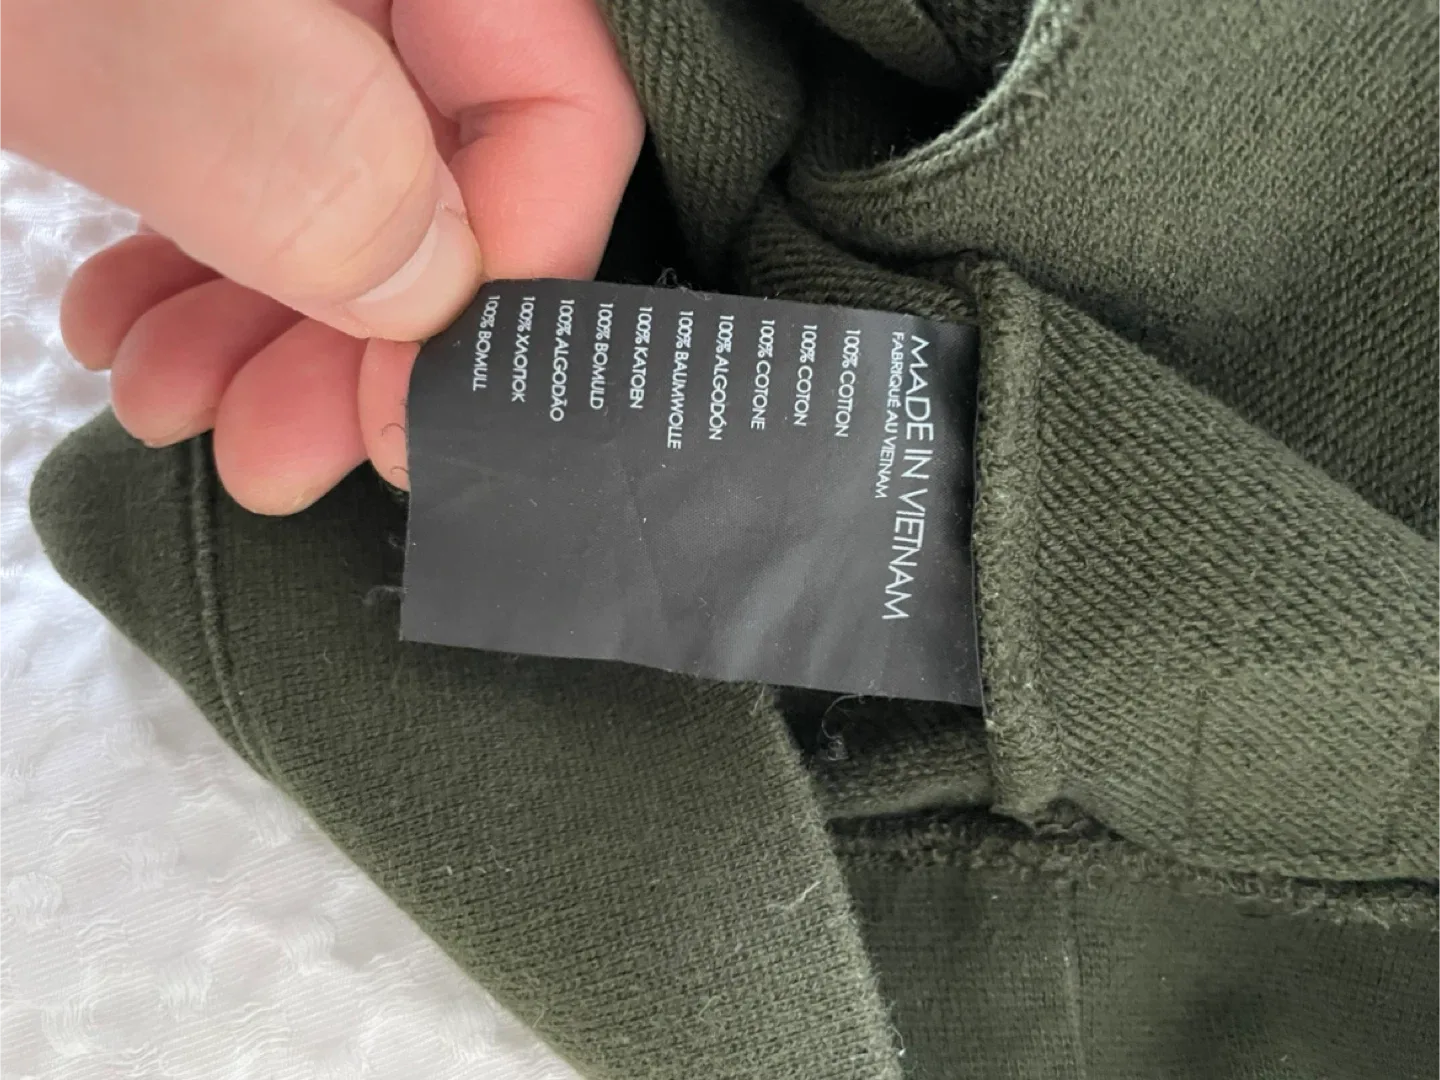 MADE IN VIETNAM
FABRIQUÉ AU VIETNAM
100% COTTON
100% COTON
100% COTONE
100% ALGODÓN
100% BAUMWOLLE
100% KATOEN
100% BOMULD
100% ALGODÃO
100% ХЛОПОК
100% BOMULL